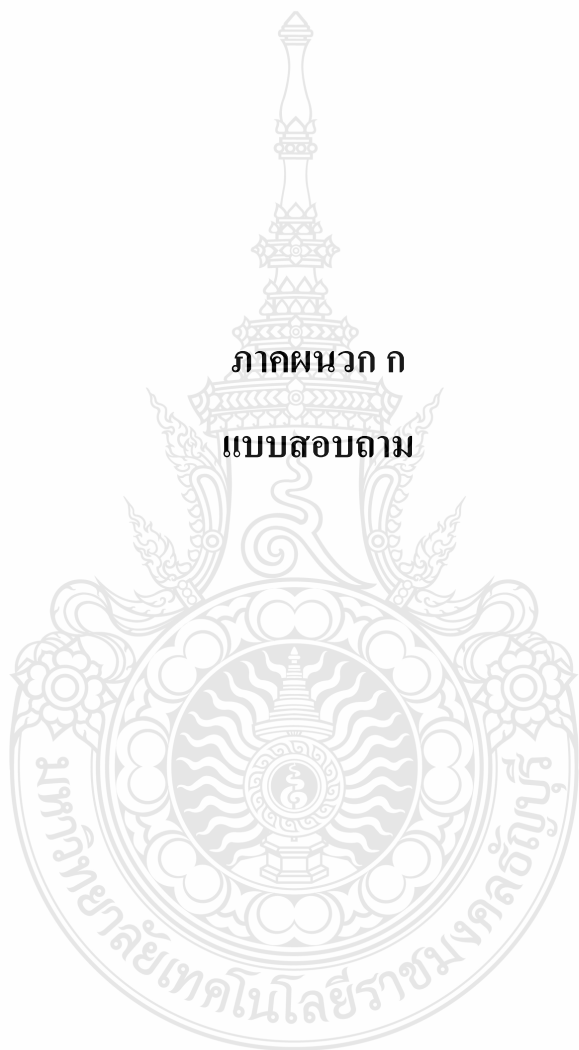 ภาคผนวก ก
แบบสอบถาม
มหาวิทยาลัยเทคโนโลยีราชมงคลธัญบุรี